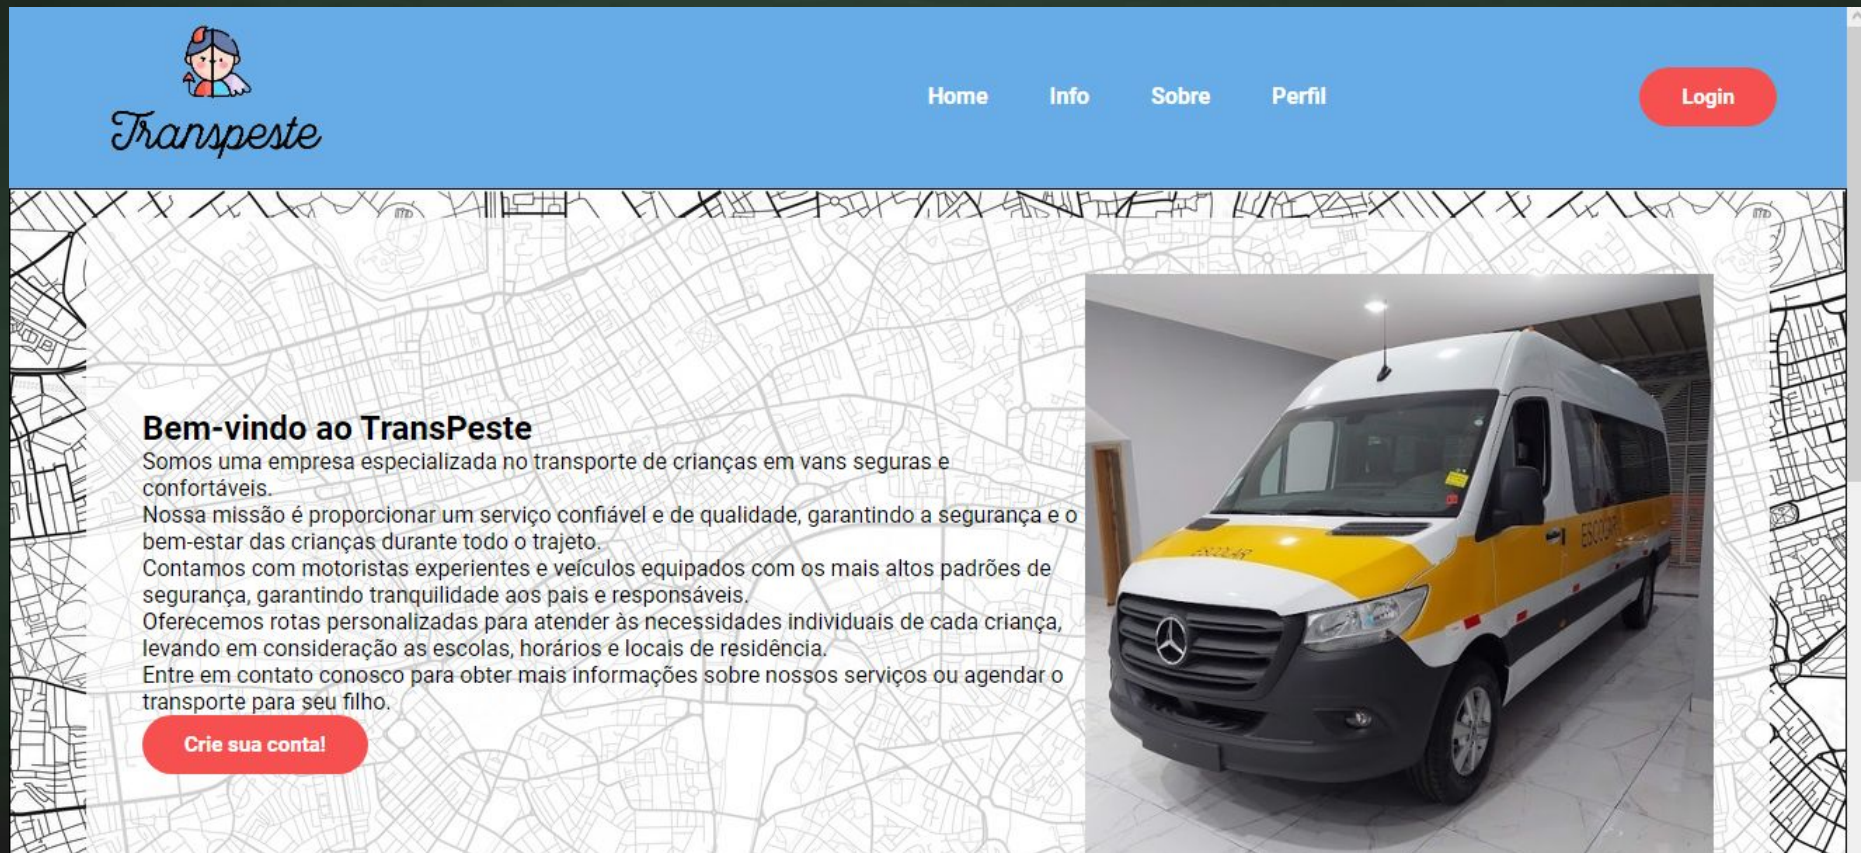 Transpeste
Home
Info
Sobre
Perfil
Login
Bem-vindo ao TransPeste
Somos uma empresa especializada no transporte de crianças em vans seguras e
confortáveis.
Nossa missão é proporcionar um serviço confiável e de qualidade, garantindo a segurança e o
bem-estar das crianças durante todo o trajeto.
Contamos com motoristas experientes e veículos equipados com os mais altos padrões de
segurança, garantindo tranquilidade aos pais e responsáveis.
Oferecemos rotas personalizadas para atender às necessidades individuais de cada criança,
levando em consideração as escolas, horários e locais de residência.
Entre em contato conosco para obter mais informações sobre nossos serviços ou agendar o
transporte para seu filho.
Crie sua conta!
ESCOLAR
ESCOLAR